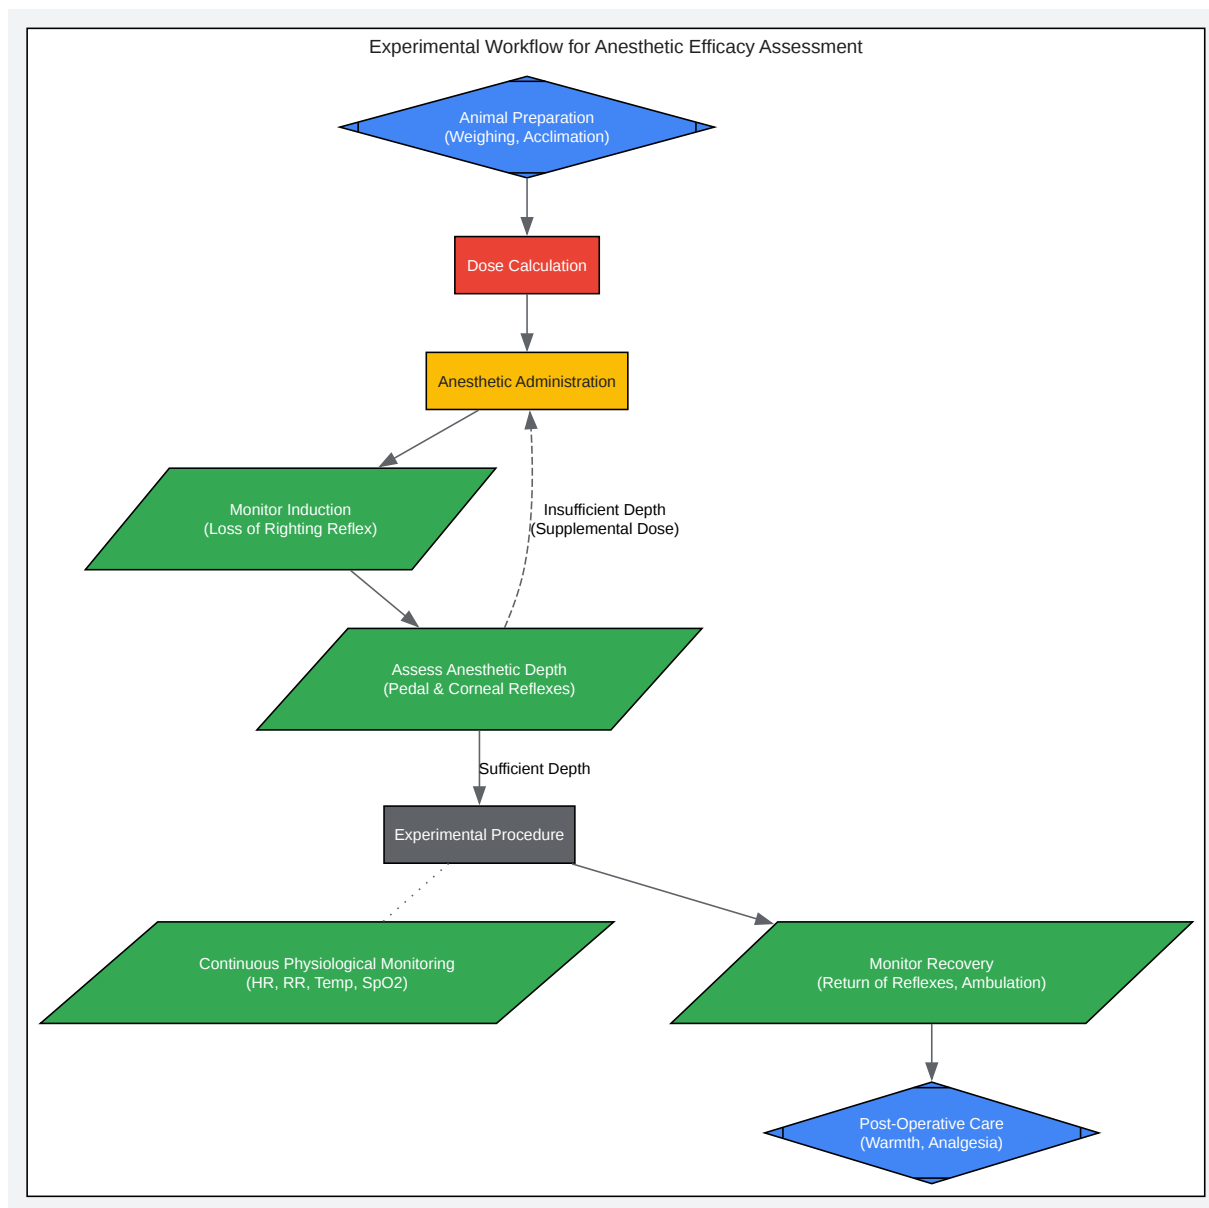 Experimental Workflow for Anesthetic Efficacy Assessment
Animal Preparation
(Weighing, Acclimation)
Dose Calculation
Anesthetic Administration
Monitor Induction
(Loss of Righting Reflex)
Insufficient Depth
(Supplemental Dose)
Assess Anesthetic Depth
(Pedal & Corneal Reflexes)
Sufficient Depth
Experimental Procedure
Continuous Physiological Monitoring
(HR, RR, Temp, SpO2)
Monitor Recovery
(Return of Reflexes, Ambulation)
Post-Operative Care
(Warmth, Analgesia)